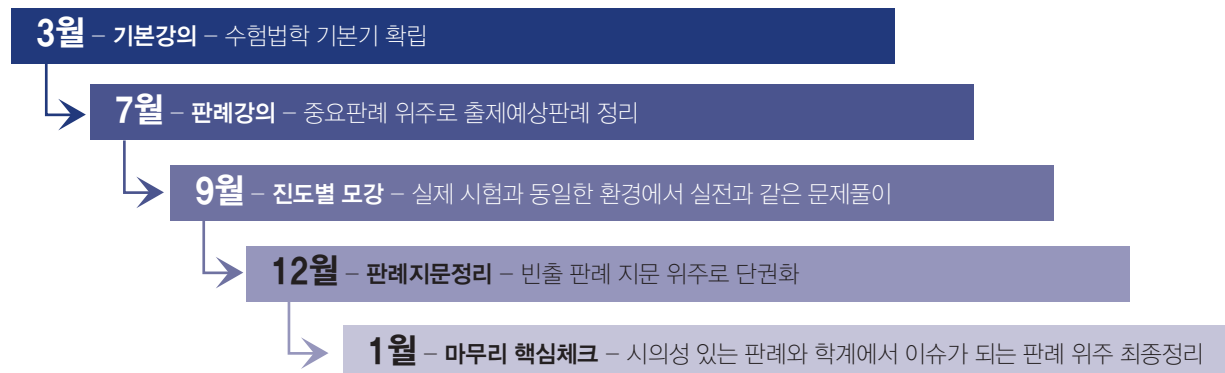 3월 – 기본강의 – 수험법학 기본기 확립
7월 – 판례강의 – 중요판례 위주로 출제예상판례 정리
9월 – 진도별 모강 – 실제 시험과 동일한 환경에서 실전과 같은 문제풀이
12월 – 판례지문정리 – 빈출 판례 지문 위주로 단권화
1월 – 마무리 핵심체크 – 시의성 있는 판례와 학계에서 이슈가 되는 판례 위주 최종정리